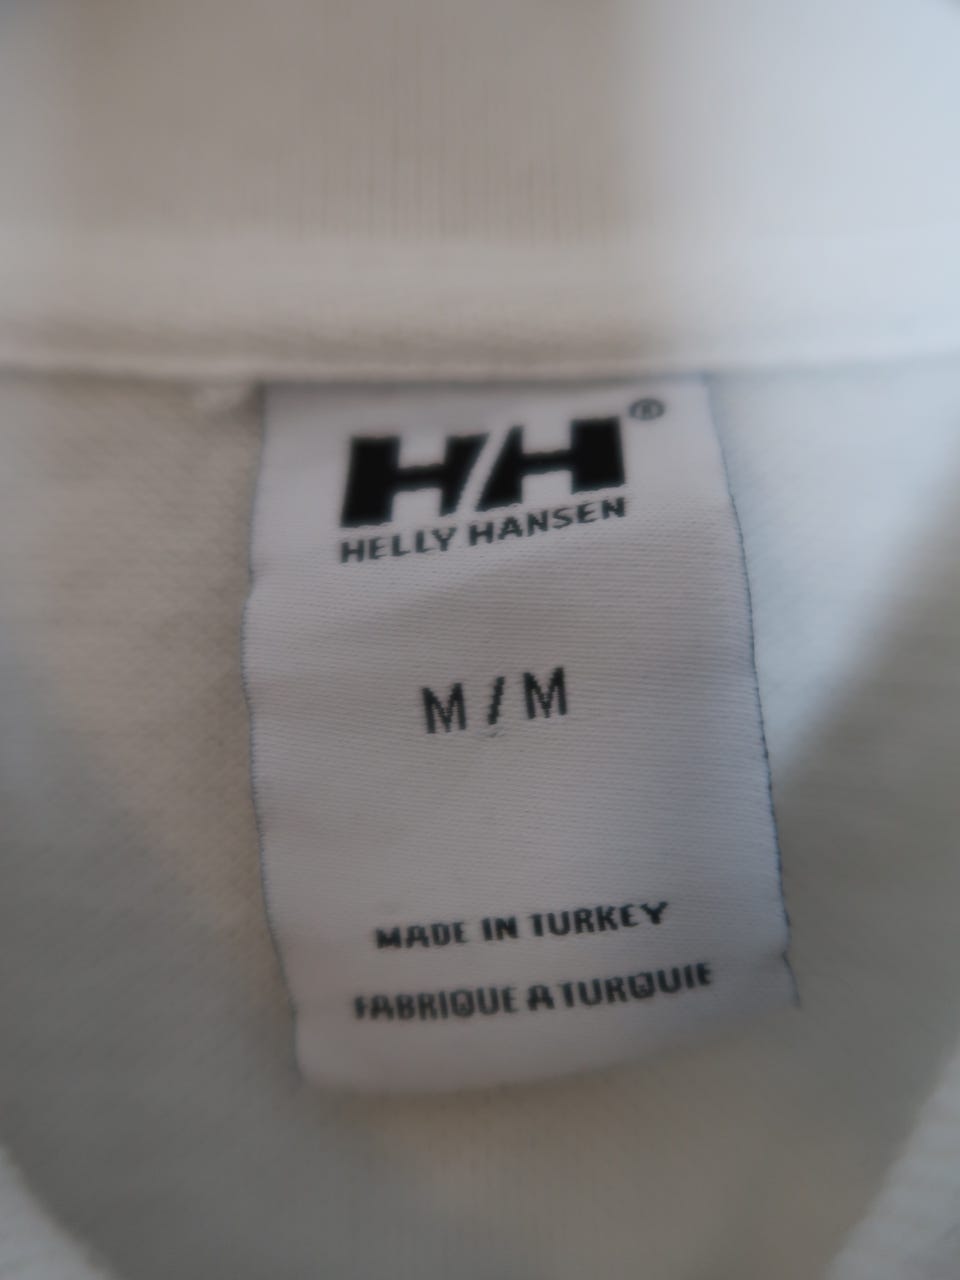 HH®
HELLY HANSEN
M / M
MADE IN TURKEY
FABRIQUE A TURQUIE